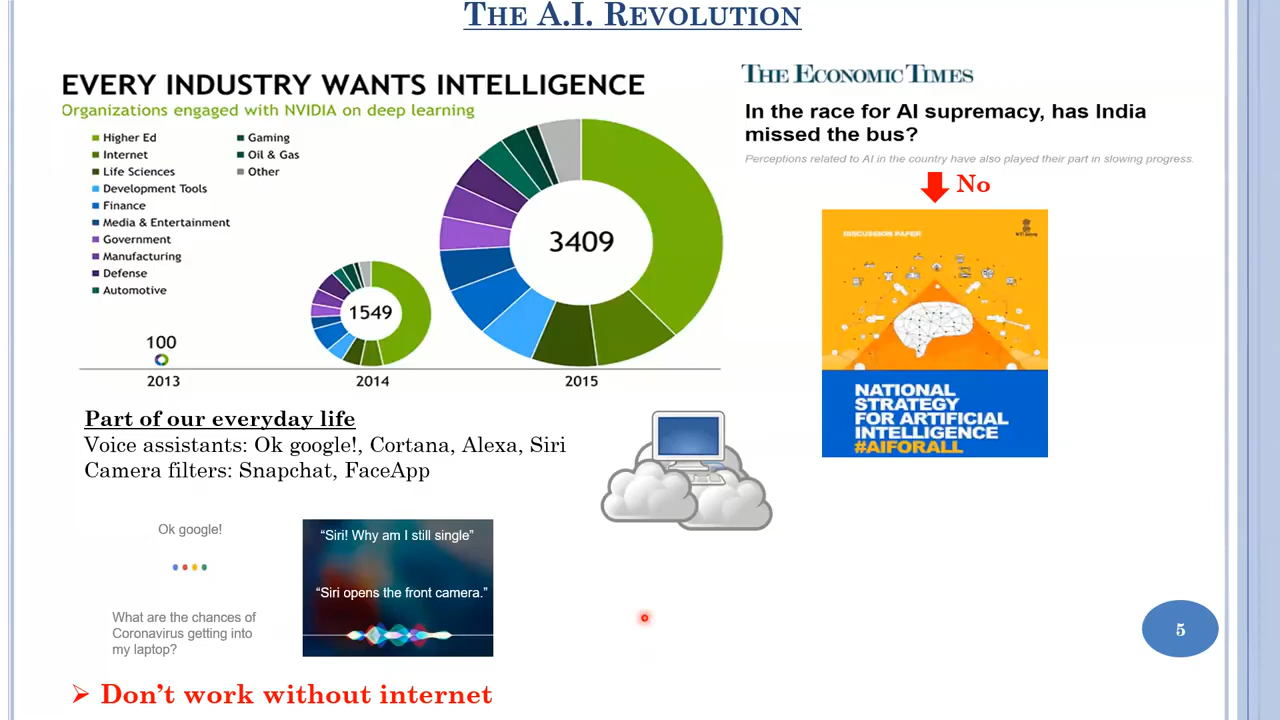 THE A.I. REVOLUTION
EVERY INDUSTRY WANTS INTELLIGENCE
Organizations engaged with NVIDIA on deep learning
Higher Ed
Internet
Life Sciences
Development Tools
Finance
Media & Entertainment
Government
Manufacturing
Defense
Automotive
Gaming
Oil & Gas
Other
100
1549
3409
2013
2014
2015
THE ECONOMIC TIMES
In the race for AI supremacy, has India
missed the bus?
Perceptions related to AI in the country have also played their part in slowing progress.
No
DISCUSSION PAPER
NATIONAL
STRATEGY
FOR ARTIFICIAL
INTELLIGENCE
#AIFORALL
Part of our everyday life
Voice assistants: Ok google!, Cortana, Alexa, Siri
Camera filters: Snapchat, FaceApp
Ok google!
What are the chances of
Coronavirus getting into
my laptop?
“Siri! Why am I still single”
“Siri opens the front camera.”
5
➢ Don’t work without internet